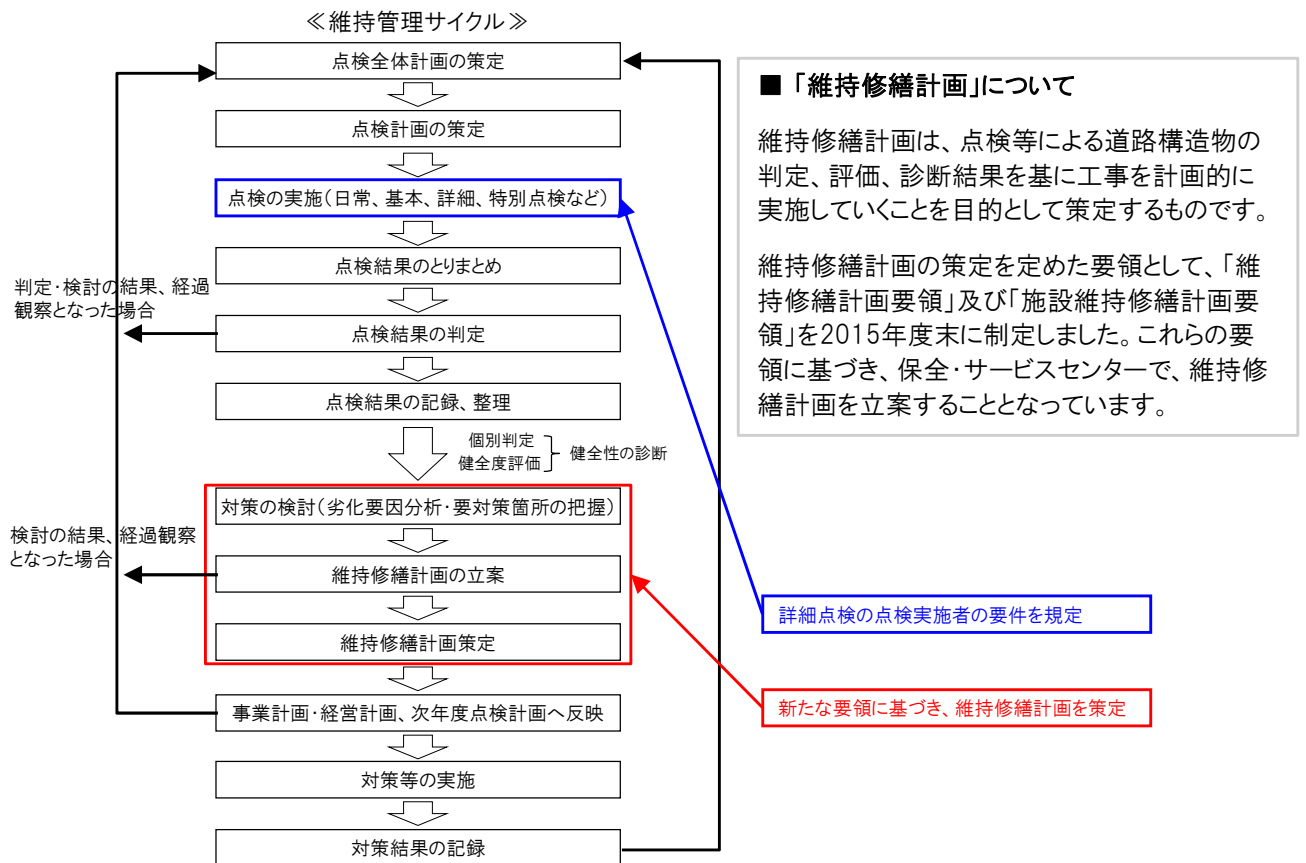 ≪維持管理サイクル≫
点検全体計画の策定
点検計画の策定
点検の実施(日常、基本、詳細、特別点検など)
点検結果のとりまとめ
判定・検討の結果、経過
観察となった場合
点検結果の判定
点検結果の記録、整理
個別判定
健全度評価
健全性の診断
対策の検討(劣化要因分析・要対策箇所の把握)
検討の結果、経過観察
となった場合
維持修繕計画の立案
維持修繕計画策定
事業計画・経営計画、次年度点検計画へ反映
対策等の実施
対策結果の記録
■ 「維持修繕計画」について
維持修繕計画は、点検等による道路構造物の
判定、評価、診断結果を基に工事を計画的に
実施していくことを目的として策定するものです。
維持修繕計画の策定を定めた要領として、「維
持修繕計画要領」及び「施設維持修繕計画要
領」を2015年度末に制定しました。これらの要
領に基づき、保全・サービスセンターで、維持修
繕計画を立案することとなっています。
詳細点検の点検実施者の要件を規定
新たな要領に基づき、維持修繕計画を策定